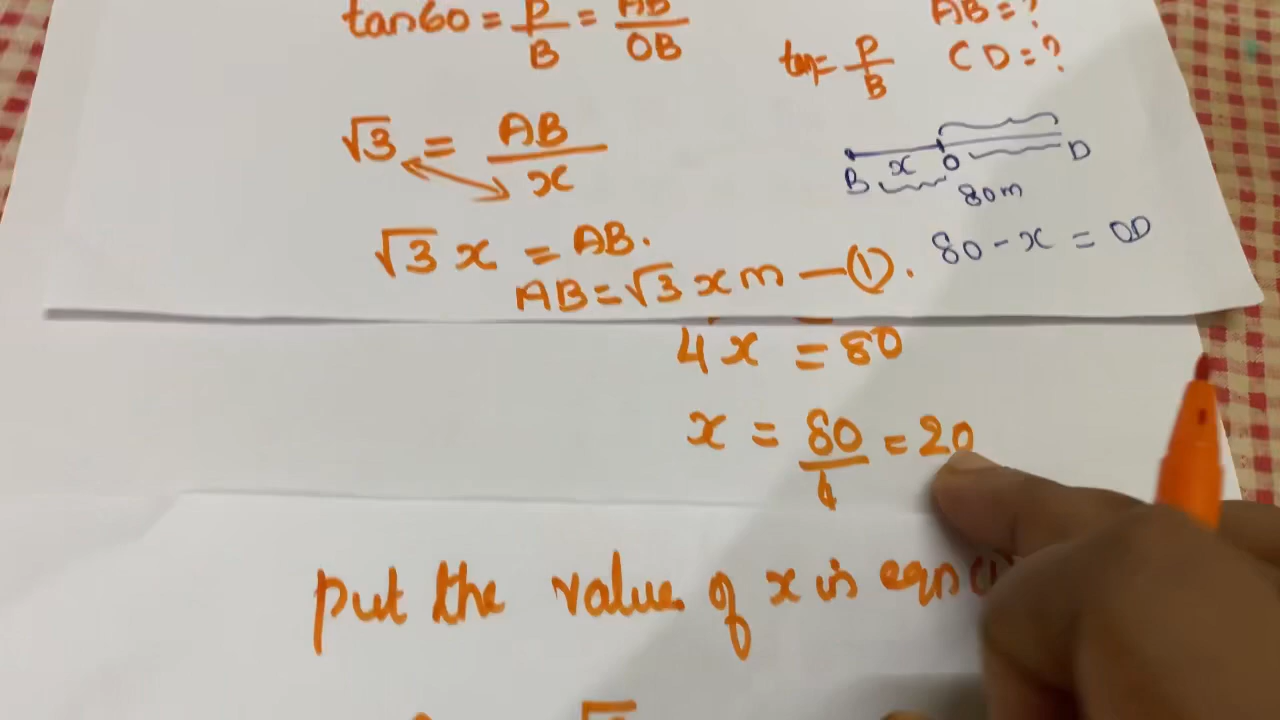 tan60 = P/B = AB/OB
AB = ?
tan = P/B
CD = ?
√3 = AB/x
B x O D
80m
√3 x = AB.
80 - x = OD
AB = √3 x m — (1).
4x = 80
x = 80/4 = 20
put the value of x in eqn (1)